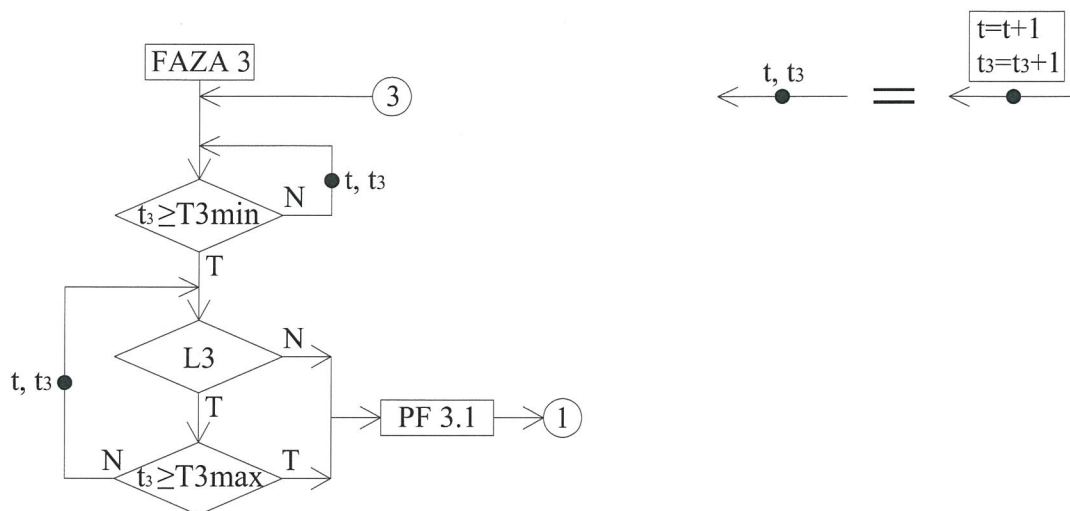 FAZA 3
3
t, t₃
t₃≥T3min
N
T
L3
N
T
t, t₃
t₃≥T3max
N
T
PF 3.1
1
t, t₃
=
t=t+1
t₃=t₃+1